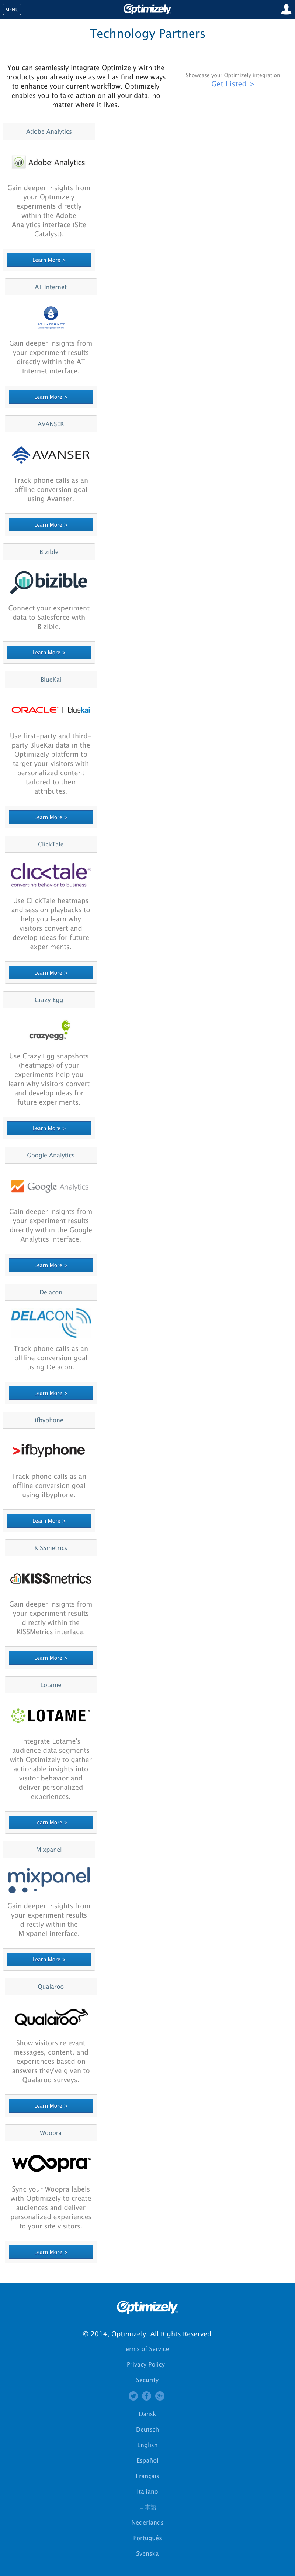 MENU
Optimizely
Technology Partners
You can seamlessly integrate Optimizely with the
products you already use as well as find new ways
to enhance your current workflow. Optimizely
enables you to take action on all your data, no
matter where it lives.
Showcase your Optimizely integration
Get Listed >
Adobe Analytics
Adobe Analytics
Gain deeper insights from
your Optimizely
experiments directly
within the Adobe
Analytics interface (Site
Catalyst).
Learn More >
AT Internet
AT INTERNET
Gain deeper insights from
your experiment results
directly within the AT
Internet interface.
Learn More >
AVANSER
AVANSER
Track phone calls as an
offline conversion goal
using Avanser.
Learn More >
Bizible
bizible
Connect your experiment
data to Salesforce with
Bizible.
Learn More >
BlueKai
ORACLE | bluekai
Use first-party and third-
party BlueKai data in the
Optimizely platform to
target your visitors with
personalized content
tailored to their
attributes.
Learn More >
ClickTale
clicktale
converting behavior to business
Use ClickTale heatmaps
and session playbacks to
help you learn why
visitors convert and
develop ideas for future
experiments.
Learn More >
Crazy Egg
crazyegg
Use Crazy Egg snapshots
(heatmaps) of your
experiments help you
learn why visitors convert
and develop ideas for
future experiments.
Learn More >
Google Analytics
Google Analytics
Gain deeper insights from
your experiment results
directly within the Google
Analytics interface.
Learn More >
Delacon
DELACON
Track phone calls as an
offline conversion goal
using Delacon.
Learn More >
ifbyphone
>ifbyphone
Track phone calls as an
offline conversion goal
using ifbyphone.
Learn More >
KISSmetrics
KISSmetrics
Gain deeper insights from
your experiment results
directly within the
KISSMetrics interface.
Learn More >
Lotame
LOTAME
Integrate Lotame's
audience data segments
with Optimizely to gather
actionable insights into
visitor behavior and
deliver personalized
experiences.
Learn More >
Mixpanel
mixpanel
Gain deeper insights from
your experiment results
directly within the
Mixpanel interface.
Learn More >
Qualaroo
Qualaroo
Show visitors relevant
messages, content, and
experiences based on
answers they've given to
Qualaroo surveys.
Learn More >
Woopra
woopra
Sync your Woopra labels
with Optimizely to create
audiences and deliver
personalized experiences
to your site visitors.
Learn More >
Optimizely
© 2014, Optimizely. All Rights Reserved
Terms of Service
Privacy Policy
Security
Dansk
Deutsch
English
Español
Français
Italiano
日本語
Nederlands
Português
Svenska